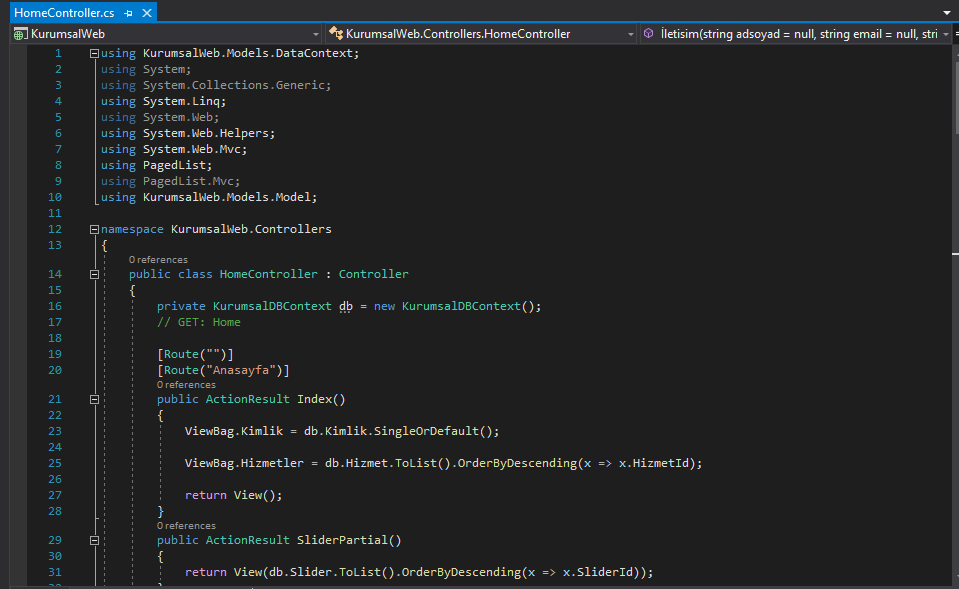 HomeController.cs
KurumsalWeb KurumsalWeb.Controllers.HomeController İletisim(string adsoyad = null, string email = null, stri
1 using KurumsalWeb.Models.DataContext;
2 using System;
3 using System.Collections.Generic;
4 using System.Linq;
5 using System.Web;
6 using System.Web.Helpers;
7 using System.Web.Mvc;
8 using PagedList;
9 using PagedList.Mvc;
10 using KurumsalWeb.Models.Model;
11
12 namespace KurumsalWeb.Controllers
13 {
0 references
14 public class HomeController : Controller
15 {
16 private KurumsalDBContext db = new KurumsalDBContext();
17 // GET: Home
18
19 [Route("")]
20 [Route("Anasayfa")]
0 references
21 public ActionResult Index()
22 {
23 ViewBag.Kimlik = db.Kimlik.SingleOrDefault();
24
25 ViewBag.Hizmetler = db.Hizmet.ToList().OrderByDescending(x => x.HizmetId);
26
27 return View();
28 }
0 references
29 public ActionResult SliderPartial()
30 {
31 return View(db.Slider.ToList().OrderByDescending(x => x.SliderId));